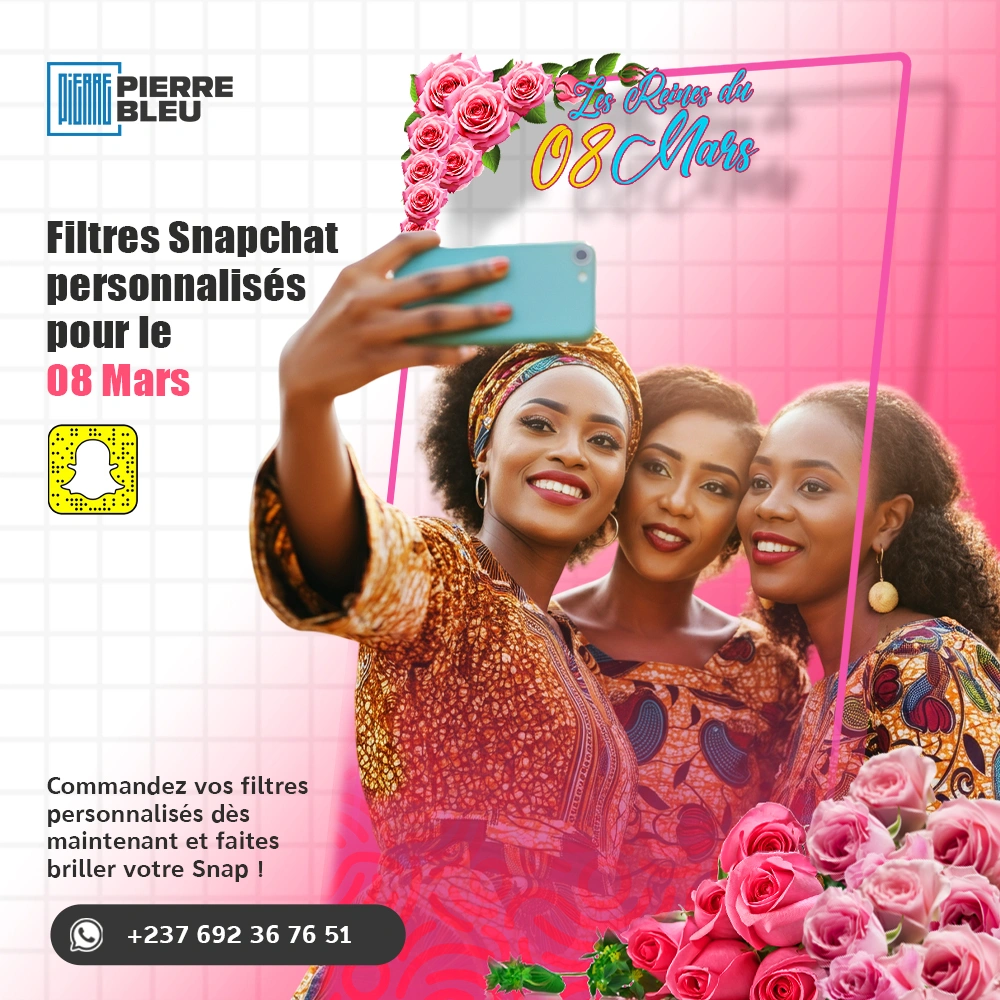 PIERRE
PIERRE
BLEU
Les Reines du
08 Mars
Filtres Snapchat
personnalisés
pour le
08 Mars
Commandez vos filtres
personnalisés dès
maintenant et faites
briller votre Snap !
+237 692 36 76 51